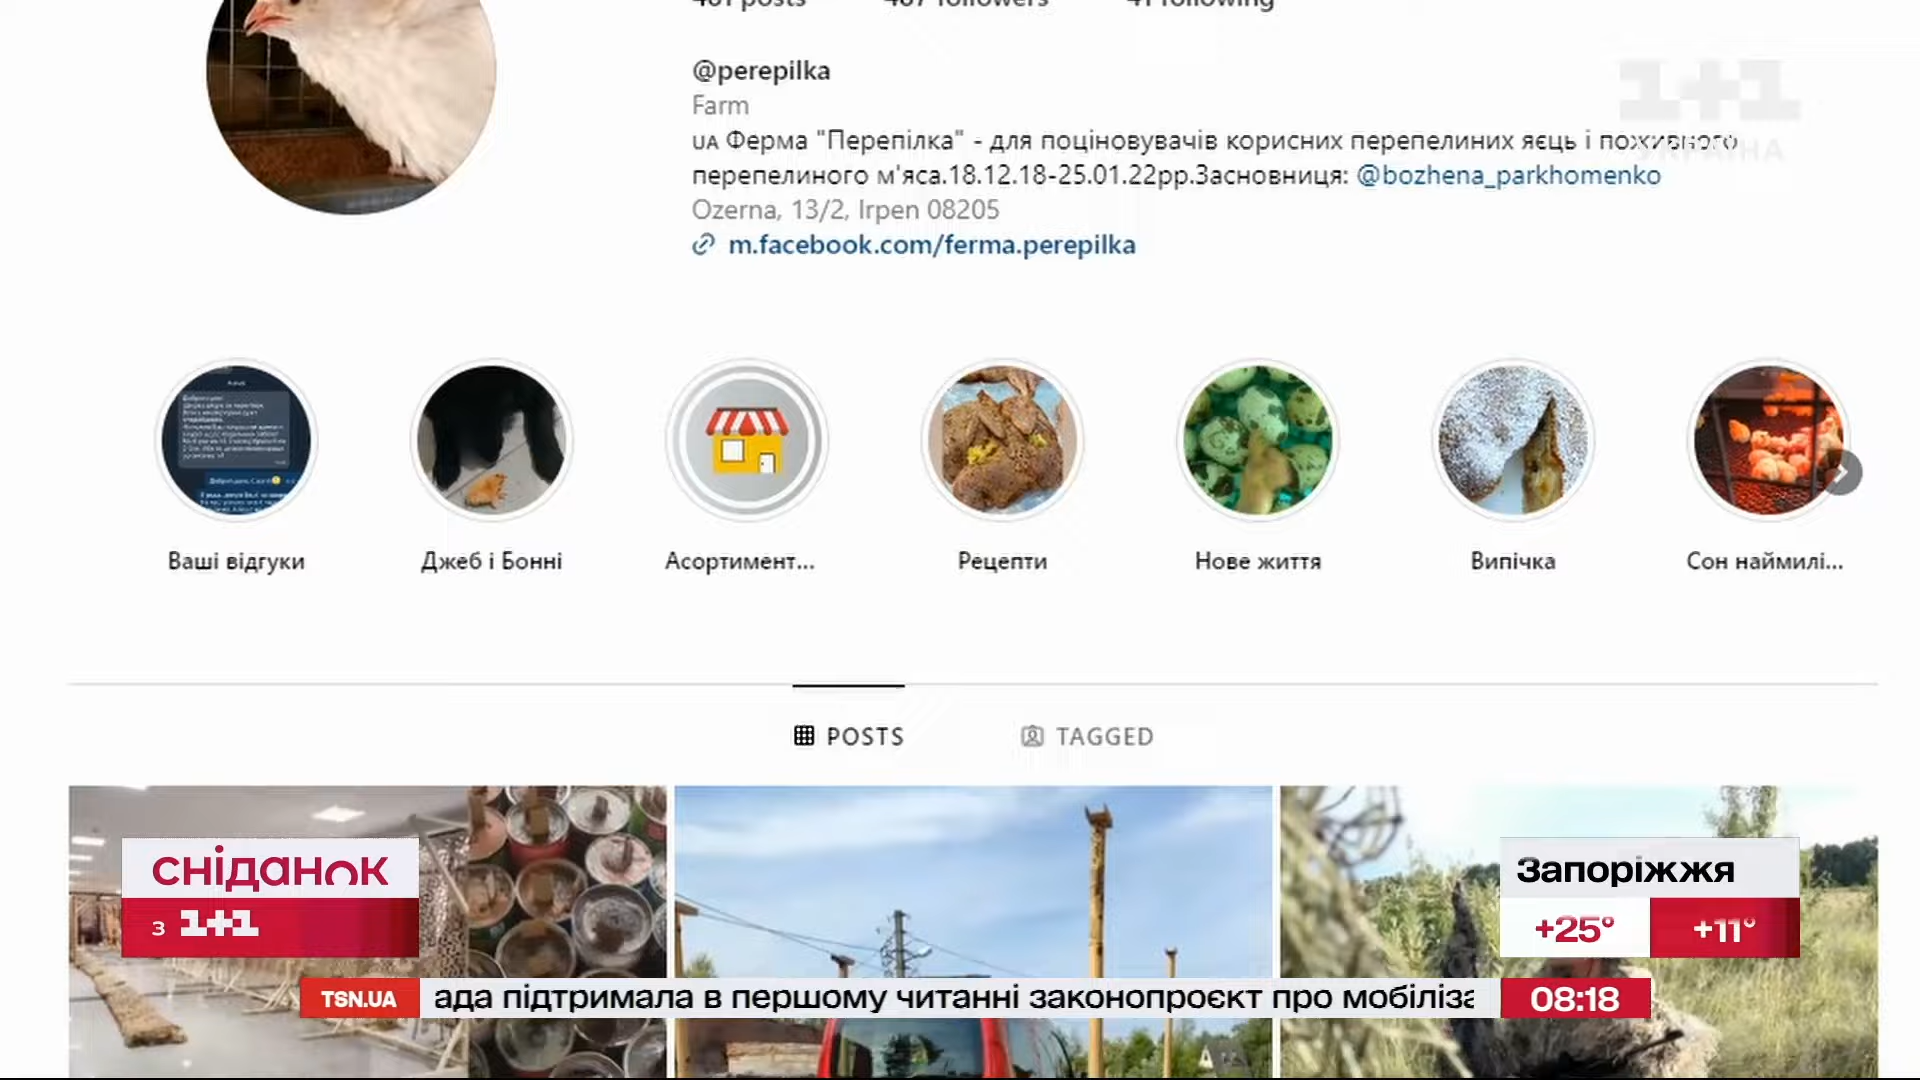 @perepilka
Farm
UA Ферма "Перепілка" - для поціновувачів корисних перепелиних яєць і поживного
перепелиного м'яса.18.12.18-25.01.22рр.Засновниця: @bozhena_parkhomenko
Ozerna, 13/2, Irpen 08205
m.facebook.com/ferma.perepilka
1+1
УКРАЇНА
Ваші відгуки
Джеб і Бонні
Асортимент...
Рецепти
Нове життя
Випічка
Сон наймилі...
POSTS
TAGGED
СНІДАНОК
з 1+1
Запоріжжя
+25° +11°
TSN.UA ада підтримала в першому читанні законопроєкт про мобіліза 08:18